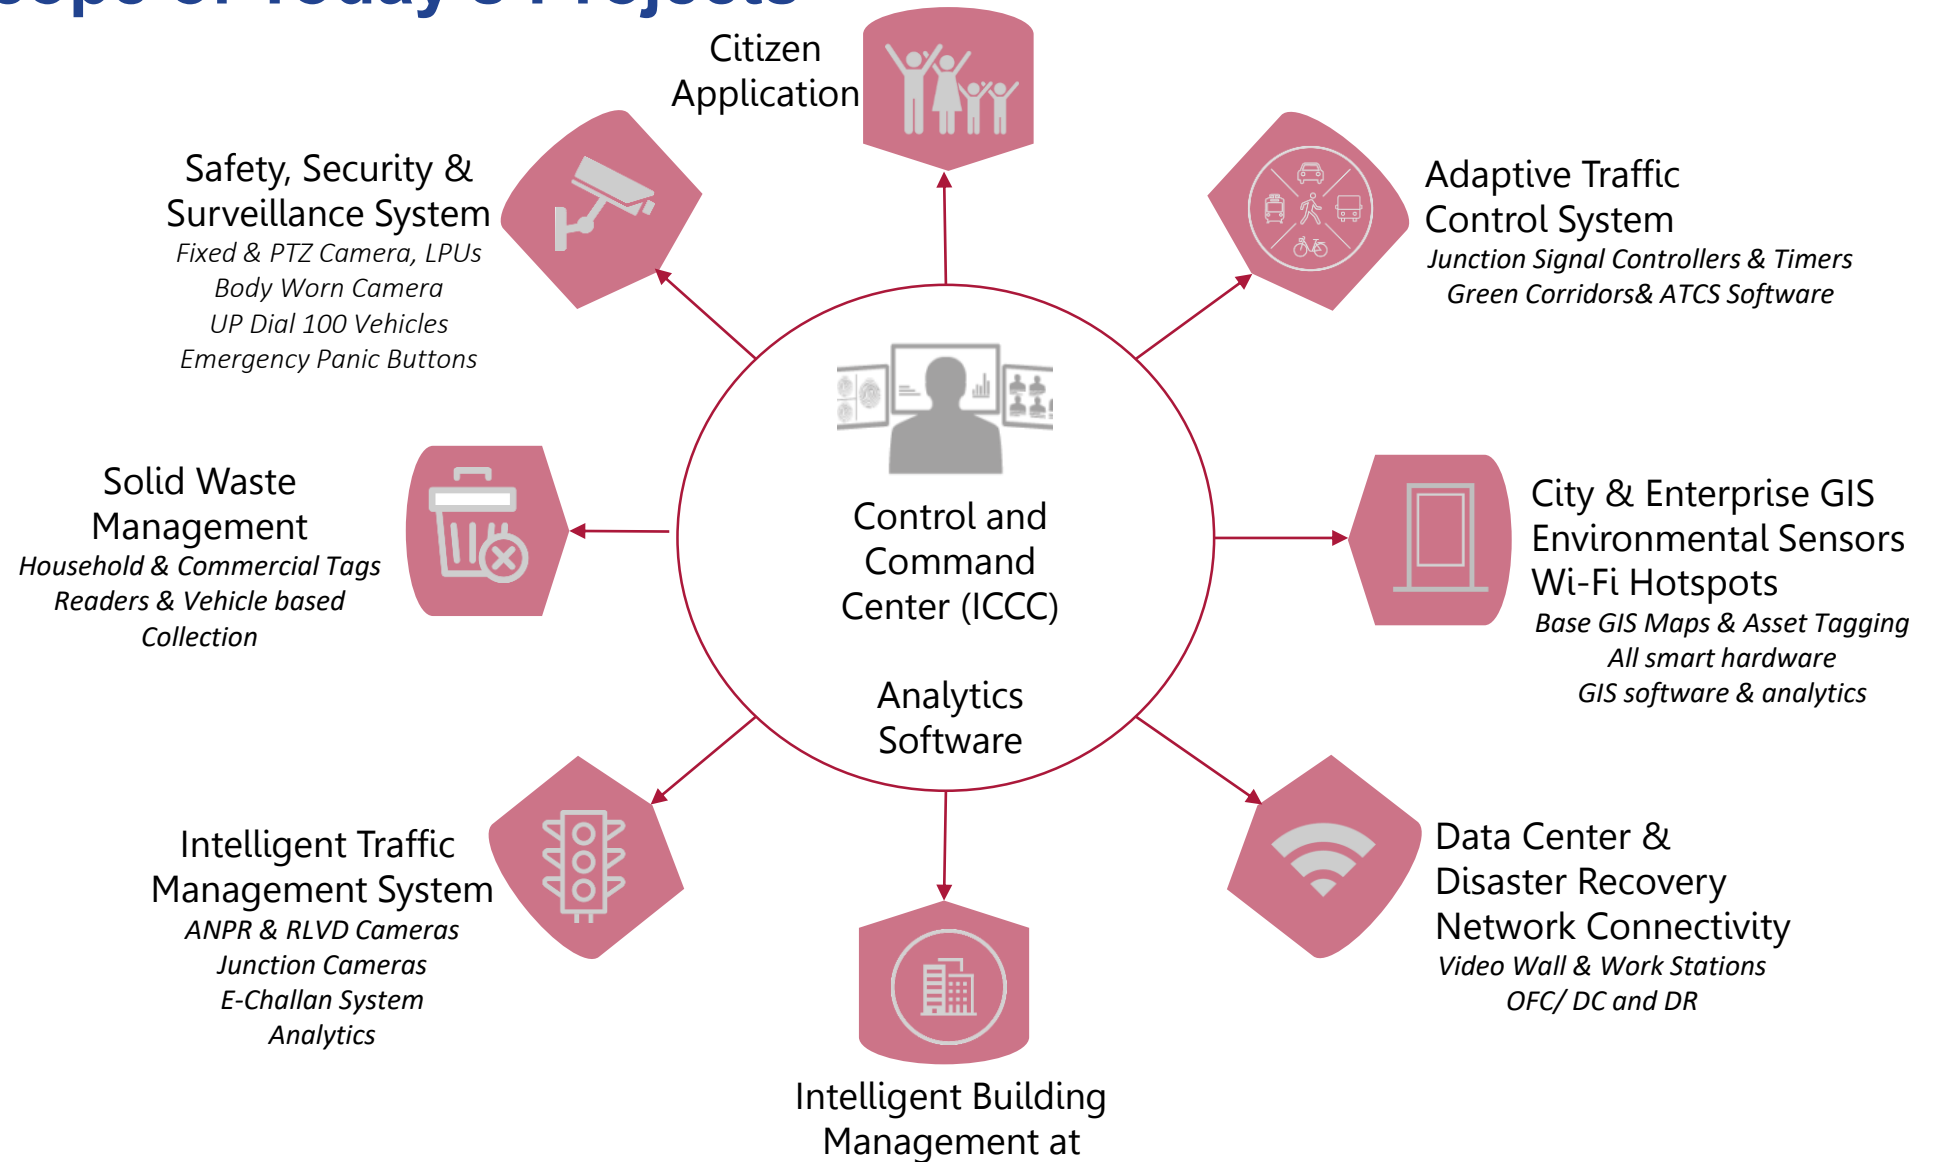 Scope of Today's Projects
Citizen
Application
Safety, Security &
Surveillance System
Fixed & PTZ Camera, LPUs
Body Worn Camera
UP Dial 100 Vehicles
Emergency Panic Buttons
Adaptive Traffic
Control System
Junction Signal Controllers & Timers
Green Corridors& ATCS Software
Solid Waste
Management
Household & Commercial Tags
Readers & Vehicle based
Collection
Control and
Command
Center (ICCC)
Analytics
Software
City & Enterprise GIS
Environmental Sensors
Wi-Fi Hotspots
Base GIS Maps & Asset Tagging
All smart hardware
GIS software & analytics
Intelligent Traffic
Management System
ANPR & RLVD Cameras
Junction Cameras
E-Challan System
Analytics
Data Center &
Disaster Recovery
Network Connectivity
Video Wall & Work Stations
OFC/ DC and DR
Intelligent Building
Management at